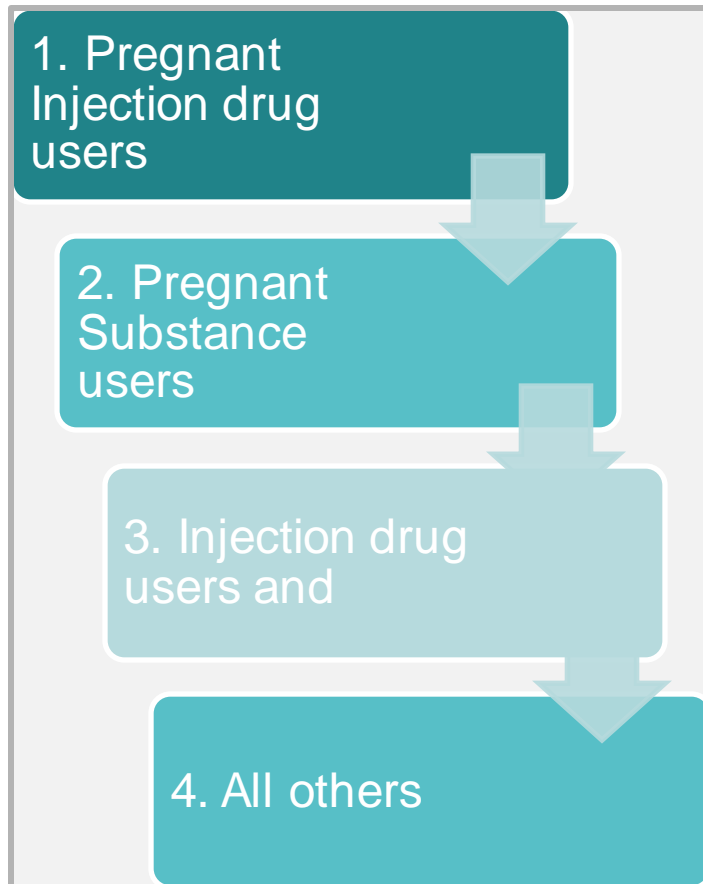 1. Pregnant
Injection drug
users
2. Pregnant
Substance
users
3. Injection drug
users and
4. All others